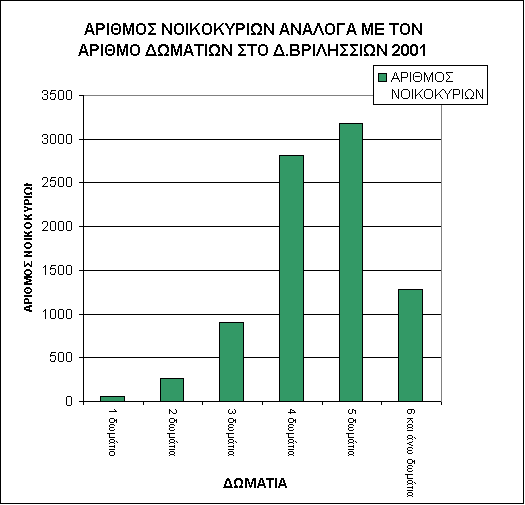 ΑΡΙΘΜΟΣ ΝΟΙΚΟΚΥΡΙΩΝ ΑΝΑΛΟΓΑ ΜΕ ΤΟΝ
ΑΡΙΘΜΟ ΔΩΜΑΤΙΩΝ ΣΤΟ Δ.ΒΡΙΛΗΣΣΙΩΝ 2001
ΑΡΙΘΜΟΣ
ΝΟΙΚΟΚΥΡΙΩΝ
3500
3000
2500
2000
1500
1000
500
0
ΑΡΙΘΜΟΣ ΝΟΙΚΟΚΥΡΙΩΝ
1 δωμάτιο
2 δωμάτια
3 δωμάτια
4 δωμάτια
5 δωμάτια
6 και άνω δωμάτια
ΔΩΜΑΤΙΑ